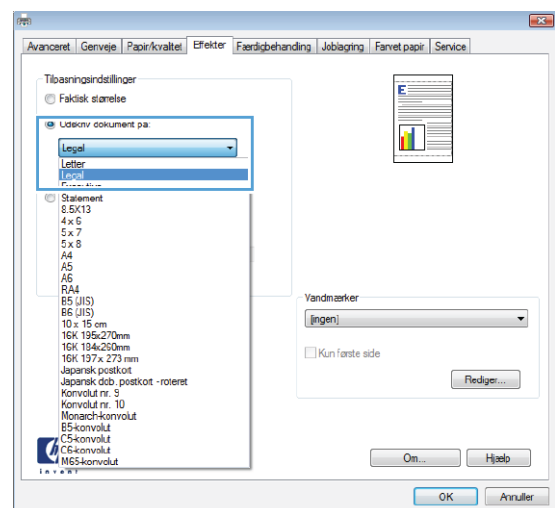 Avanceret Genveje Papir/kvalitet Effekter Færdigbehandling Joblagring Farvet papir Service
Tilpasningsindstillinger
Faktisk størrelse
Udskriv dokument på:
Legal
Letter
Legal
Statement
8.5X13
4 x 6
5 x 7
5 x 8
A4
A5
A6
RA4
B5 (JIS)
B6 (JIS)
10 x 15 cm
16K 195x270mm
16K 184x260mm
16K 197 x 273 mm
Japansk postkort
Japansk dob. postkort - roteret
Konvolut nr. 9
Konvolut nr. 10
Monarch-konvolut
B5-konvolut
C5-konvolut
C6-konvolut
M65-konvolut
E
Vandmærker
[ingen]
Kun første side
Rediger...
invent
Om... Hjælp
OK Annuller